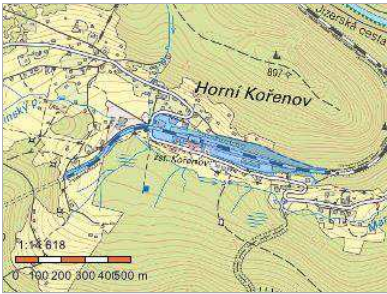 Jizerská cesta
897
Horní Kořenov
žst. Kořenov
1:14 618
0 100 200 300 400 500 m